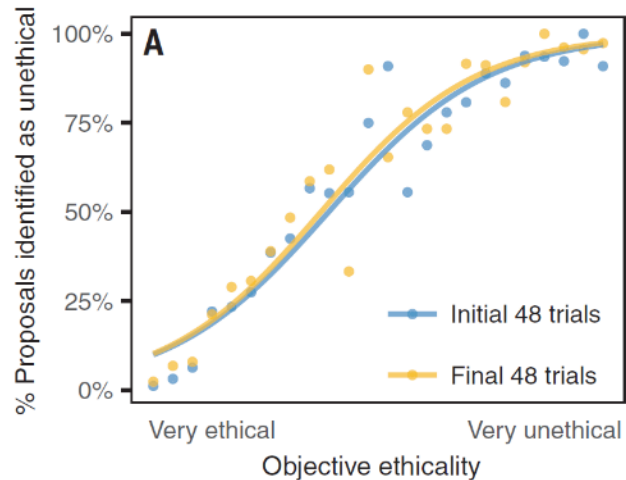 A
% Proposals identified as unethical
100%
75%
50%
25%
0%
Initial 48 trials
Final 48 trials
Very ethical
Very unethical
Objective ethicality